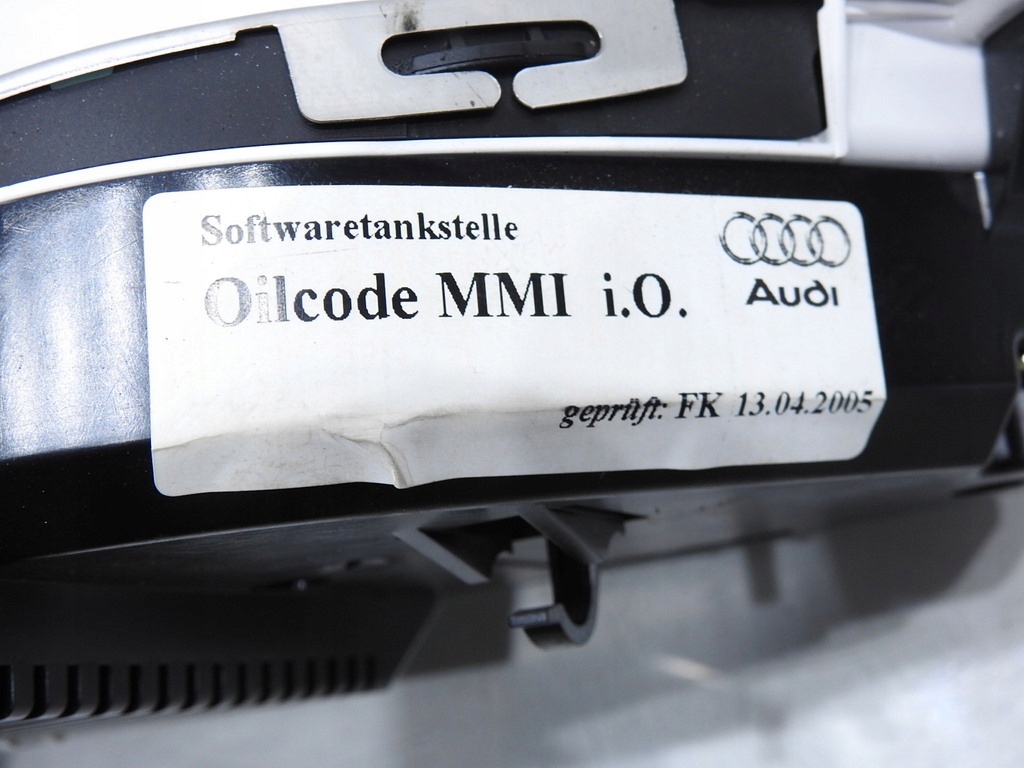 Softwaretankstelle
Oilcode MMI i.O.
Audi
geprüft: FK 13.04.2005